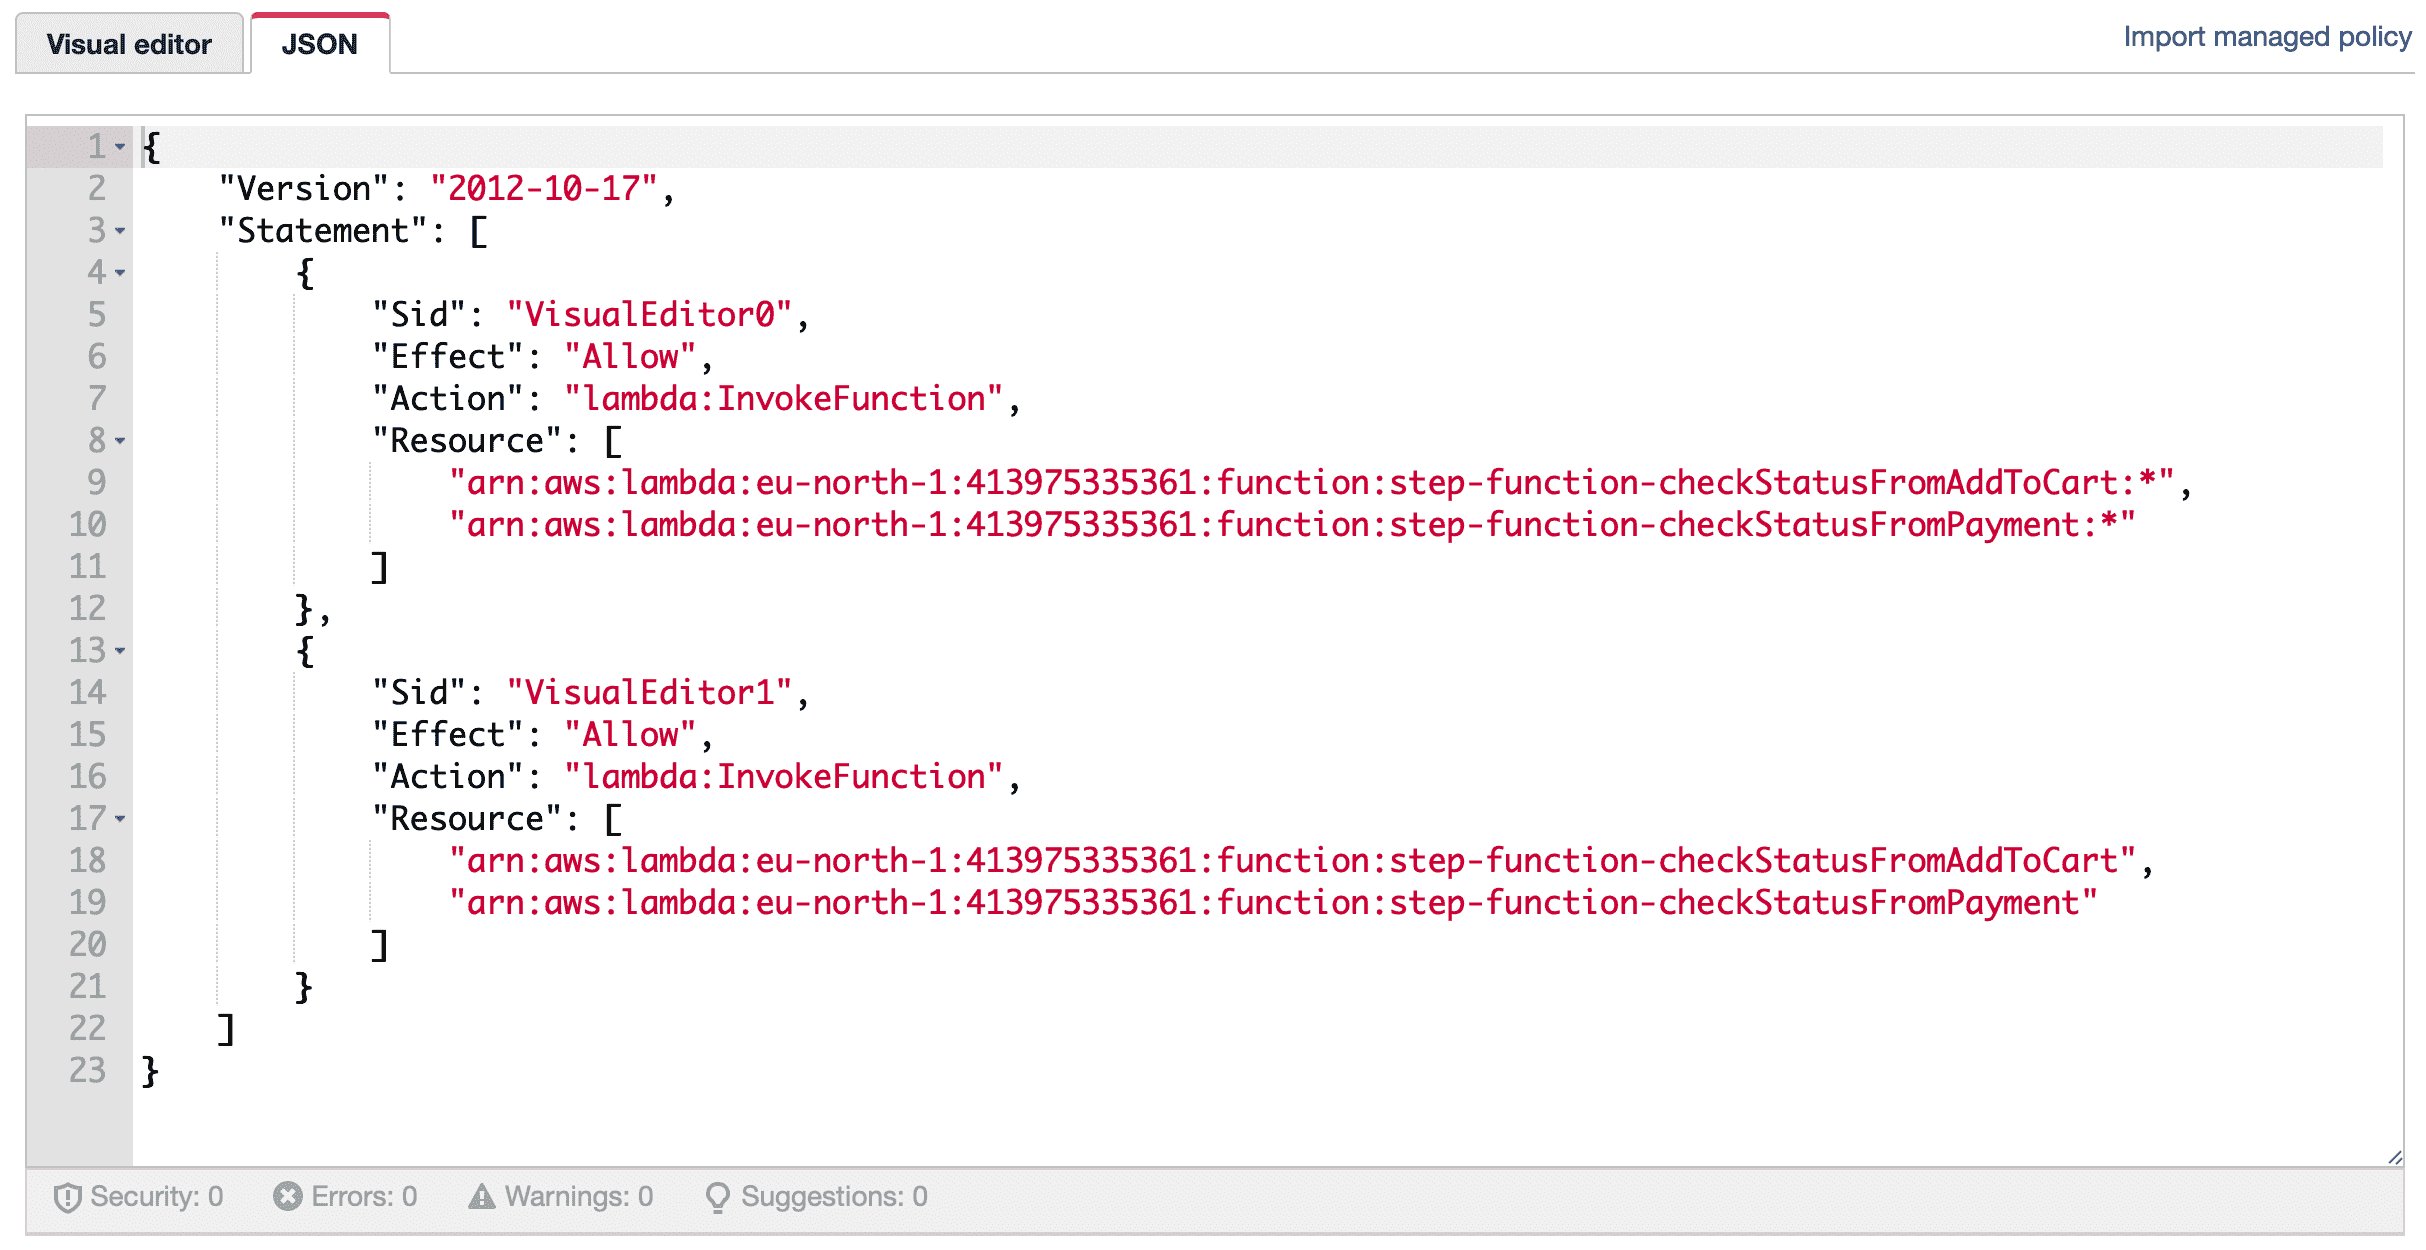 Visual editor JSON Import managed policy
1 {
2     "Version": "2012-10-17",
3     "Statement": [
4         {
5             "Sid": "VisualEditor0",
6             "Effect": "Allow",
7             "Action": "lambda:InvokeFunction",
8             "Resource": [
9                 "arn:aws:lambda:eu-north-1:413975335361:function:step-function-checkStatusFromAddToCart:*",
10                 "arn:aws:lambda:eu-north-1:413975335361:function:step-function-checkStatusFromPayment:*"
11             ]
12         },
13         {
14             "Sid": "VisualEditor1",
15             "Effect": "Allow",
16             "Action": "lambda:InvokeFunction",
17             "Resource": [
18                 "arn:aws:lambda:eu-north-1:413975335361:function:step-function-checkStatusFromAddToCart",
19                 "arn:aws:lambda:eu-north-1:413975335361:function:step-function-checkStatusFromPayment"
20             ]
21         }
22     ]
23 }
Security: 0 Errors: 0 Warnings: 0 Suggestions: 0